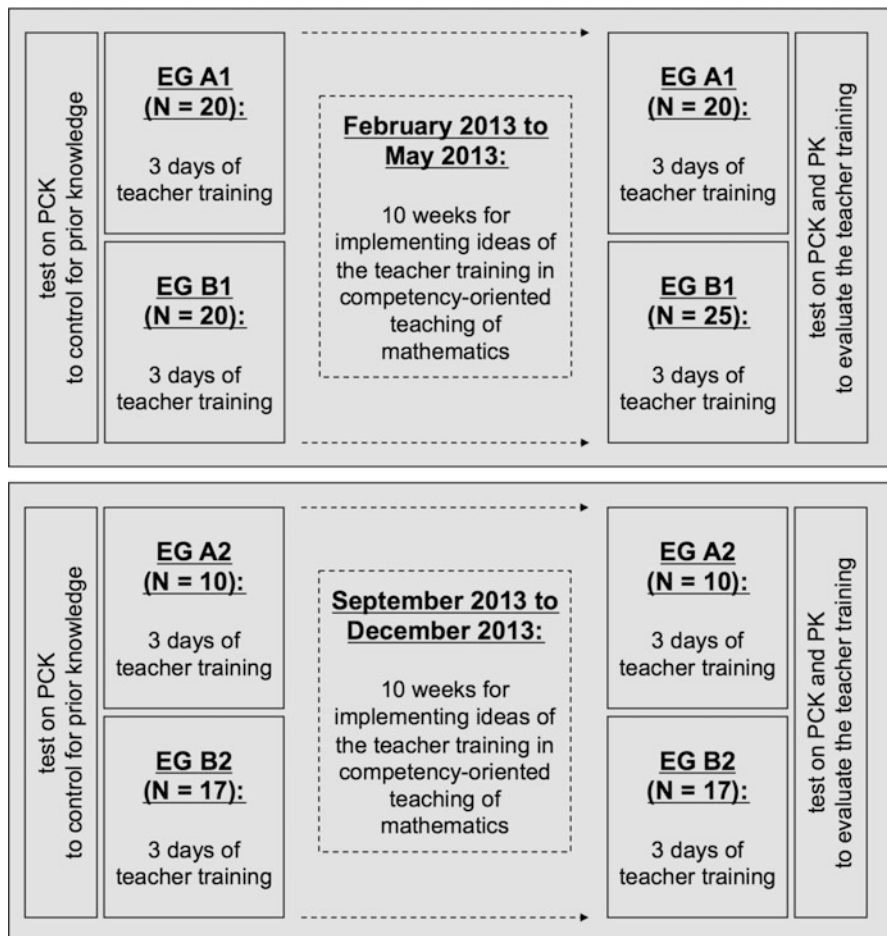 test on PCK
to control for prior knowledge
EG A1
(N = 20):
3 days of
teacher training
EG B1
(N = 20):
3 days of
teacher training
February 2013 to
May 2013:
10 weeks for
implementing ideas of
the teacher training in
competency-oriented
teaching of
mathematics
EG A1
(N = 20):
3 days of
teacher training
EG B1
(N = 25):
3 days of
teacher training
test on PCK and PK
to evaluate the teacher training
test on PCK
to control for prior knowledge
EG A2
(N = 10):
3 days of
teacher training
EG B2
(N = 17):
3 days of
teacher training
September 2013 to
December 2013:
10 weeks for
implementing ideas of
the teacher training in
competency-oriented
teaching of
mathematics
EG A2
(N = 10):
3 days of
teacher training
EG B2
(N = 17):
3 days of
teacher training
test on PCK and PK
to evaluate the teacher training